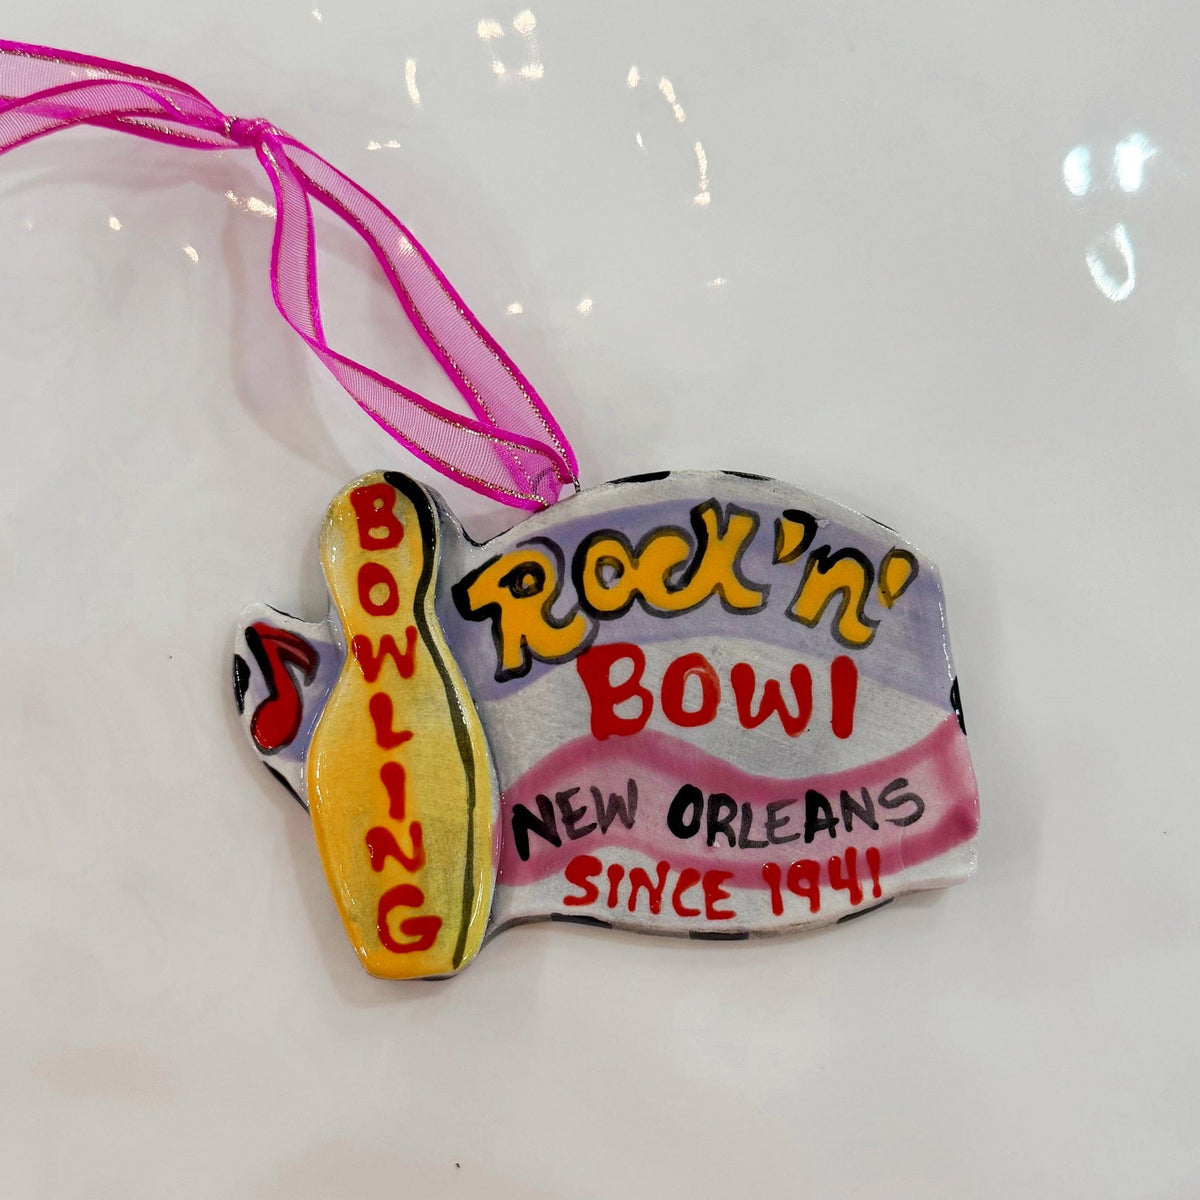 BOWLING
Rock 'n'
BOWl
NEW ORLEANS
SINCE 1941